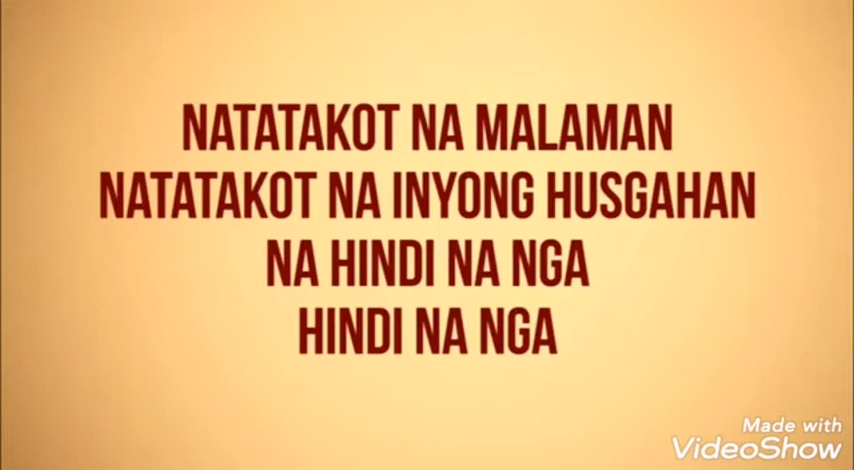 NATATAKOT NA MALAMAN
NATATAKOT NA INYONG HUSGAHAN
NA HINDI NA NGA
HINDI NA NGA
Made with
VideoShow